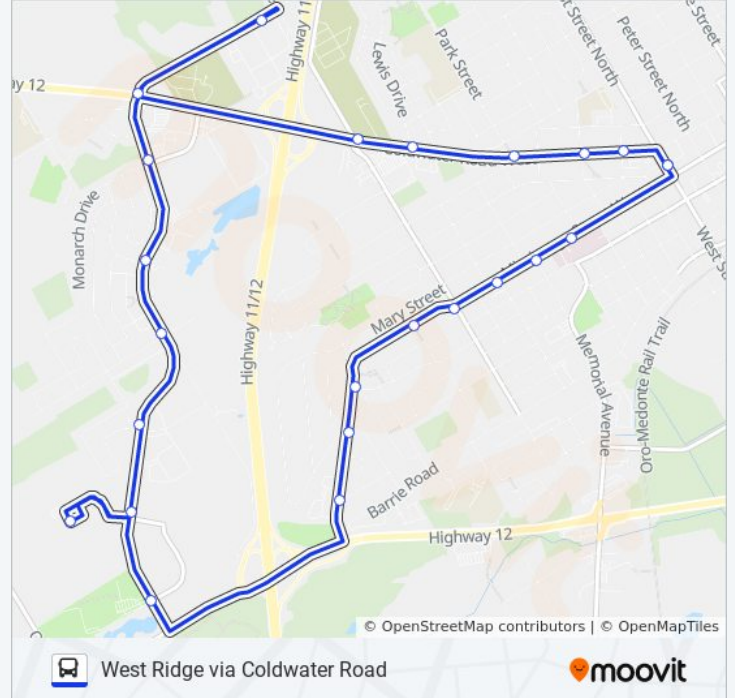 Highway 11
Lewis Drive
Park Street
Street North
Peter Street North
Street
y 12
Monarch Drive
Highway 11/12
Mary Street
West S
Memorial Avenue
Oro-Medonte Rail Trail
Barrie Road
Highway 12
© OpenStreetMap contributors | © OpenMapTiles
West Ridge via Coldwater Road
moovit